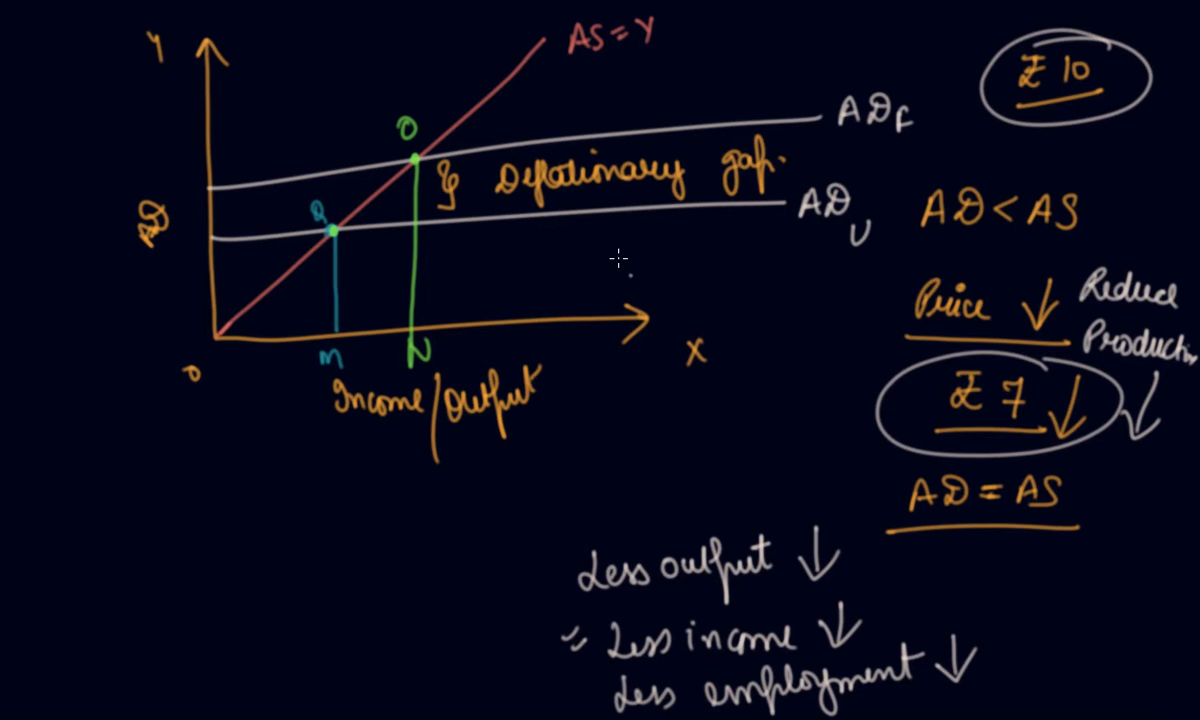 Y
AS = Y
₹ 10
O
ADF
Deflationary gap.
AD
Q
ADU
AD < AS
Price ↓ Reduce
Production
₹ 7 ↓ ↓
O
M
N
X
Income/Output
AD = AS
Less output ↓
= Less income ↓
Less employment ↓